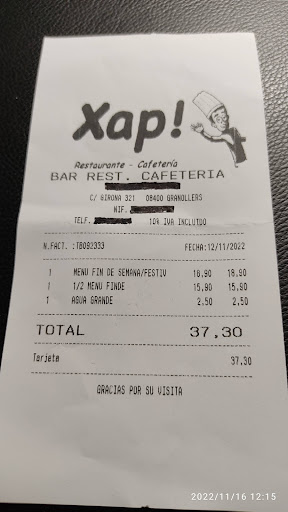 Xap!
Restaurante - Cafetería
BAR REST. CAFETERIA
C/ GIRONA 321 08400 GRANOLLERS
NIF.
TELF. 10% IVA INCLUIDO
N.FACT. :TB092333 FECHA:12/11/2022
1 MENU FIN DE SEMANA/FESTIV 18,90 18,90
1 1/2 MENU FINDE 15,90 15,90
1 AGUA GRANDE 2,50 2,50
TOTAL 37,30
Tarjeta 37,30
GRACIAS POR SU VISITA
2022/11/16 12:15